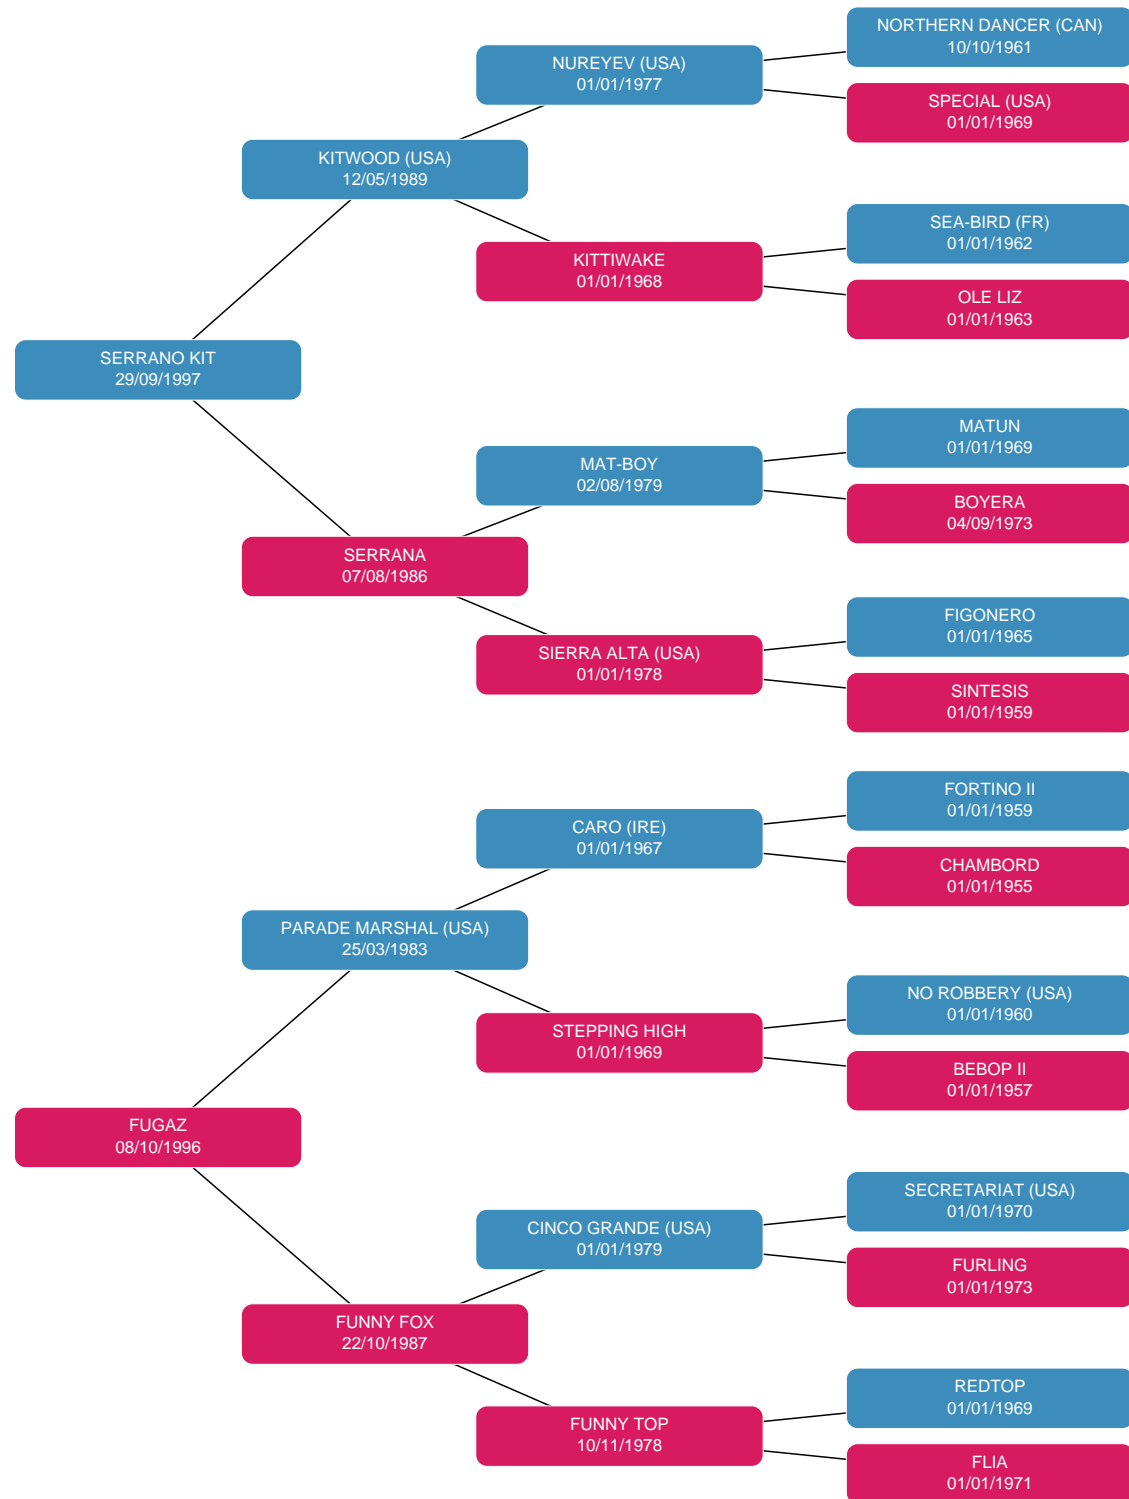 NORTHERN DANCER (CAN)
10/10/1961
NUREYEV (USA)
01/01/1977
SPECIAL (USA)
01/01/1969
KITWOOD (USA)
12/05/1989
SEA-BIRD (FR)
01/01/1962
KITTIWAKE
01/01/1968
OLE LIZ
01/01/1963
SERRANO KIT
29/09/1997
MATUN
01/01/1969
MAT-BOY
02/08/1979
BOYERA
04/09/1973
SERRANA
07/08/1986
FIGONERO
01/01/1965
SIERRA ALTA (USA)
01/01/1978
SINTESIS
01/01/1959
FORTINO II
01/01/1959
CARO (IRE)
01/01/1967
CHAMBORD
01/01/1955
PARADE MARSHAL (USA)
25/03/1983
NO ROBBERY (USA)
01/01/1960
STEPPING HIGH
01/01/1969
BEBOP II
01/01/1957
FUGAZ
08/10/1996
SECRETARIAT (USA)
01/01/1970
CINCO GRANDE (USA)
01/01/1979
FURLING
01/01/1973
FUNNY FOX
22/10/1987
REDTOP
01/01/1969
FUNNY TOP
10/11/1978
FLIA
01/01/1971